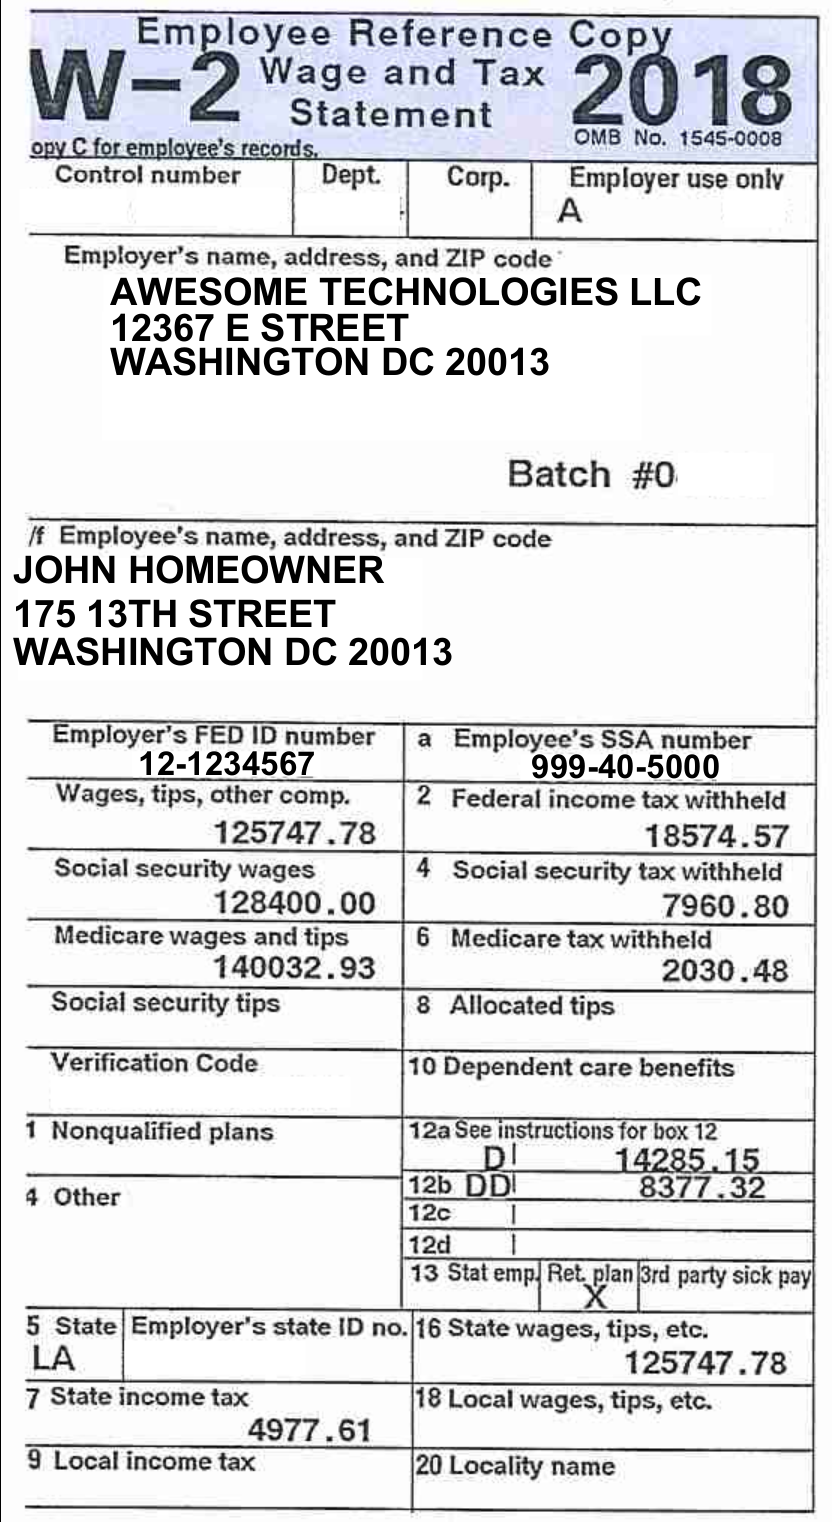 Employee Reference Copy
W-2 Wage and Tax 2018
Statement
OMB No. 1545-0008
opy C for employee's records.
Control number Dept. Corp. Employer use only
A
Employer's name, address, and ZIP code
AWESOME TECHNOLOGIES LLC
12367 E STREET
WASHINGTON DC 20013
Batch #0
/f Employee's name, address, and ZIP code
JOHN HOMEOWNER
175 13TH STREET
WASHINGTON DC 20013
Employer's FED ID number a Employee's SSA number
12-1234567 999-40-5000
Wages, tips, other comp. 2 Federal income tax withheld
125747.78 18574.57
Social security wages 4 Social security tax withheld
128400.00 7960.80
Medicare wages and tips 6 Medicare tax withheld
140032.93 2030.48
Social security tips 8 Allocated tips
Verification Code 10 Dependent care benefits
1 Nonqualified plans 12a See instructions for box 12
D 14285.15
4 Other 12b DD 8377.32
12c
12d
13 Stat emp. Ret. plan 3rd party sick pay
X
5 State Employer's state ID no. 16 State wages, tips, etc.
LA 125747.78
7 State income tax 18 Local wages, tips, etc.
4977.61
9 Local income tax 20 Locality name